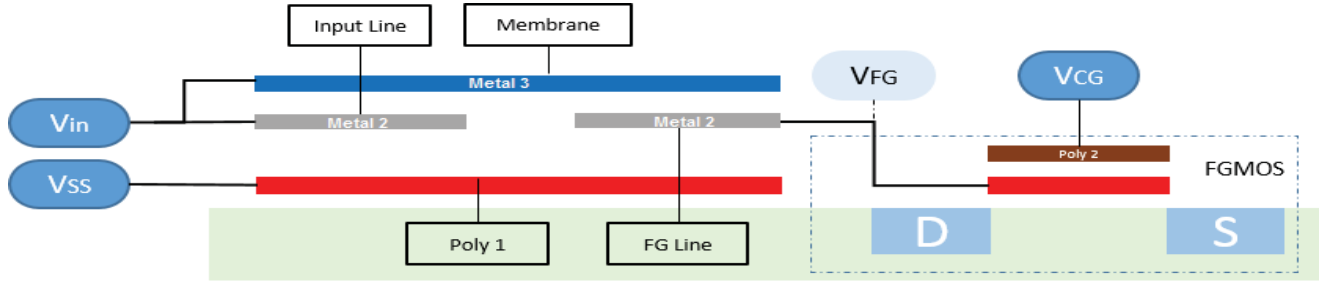 Input Line
Membrane
VFG
VCG
Metal 3
Vin
Metal 2
Metal 2
Poly 2
FGMOS
VSS
D
S
Poly 1
FG Line